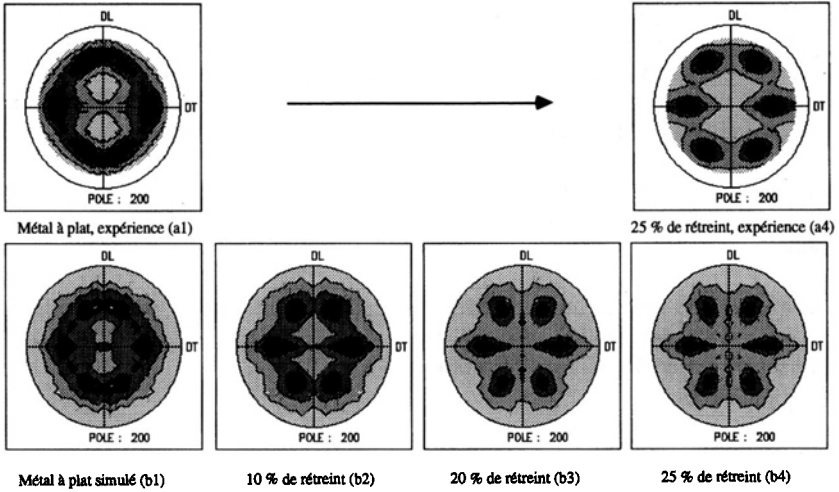 DL
DL
DT
DT
POLE : 200
POLE : 200
Métal à plat, expérience (a1)
25 % de rétreint, expérience (a4)
DL
DL
DL
DL
DT
DT
DT
DT
POLE : 200
POLE : 200
POLE : 200
POLE : 200
Métal à plat simulé (b1)
10 % de rétreint (b2)
20 % de rétreint (b3)
25 % de rétreint (b4)